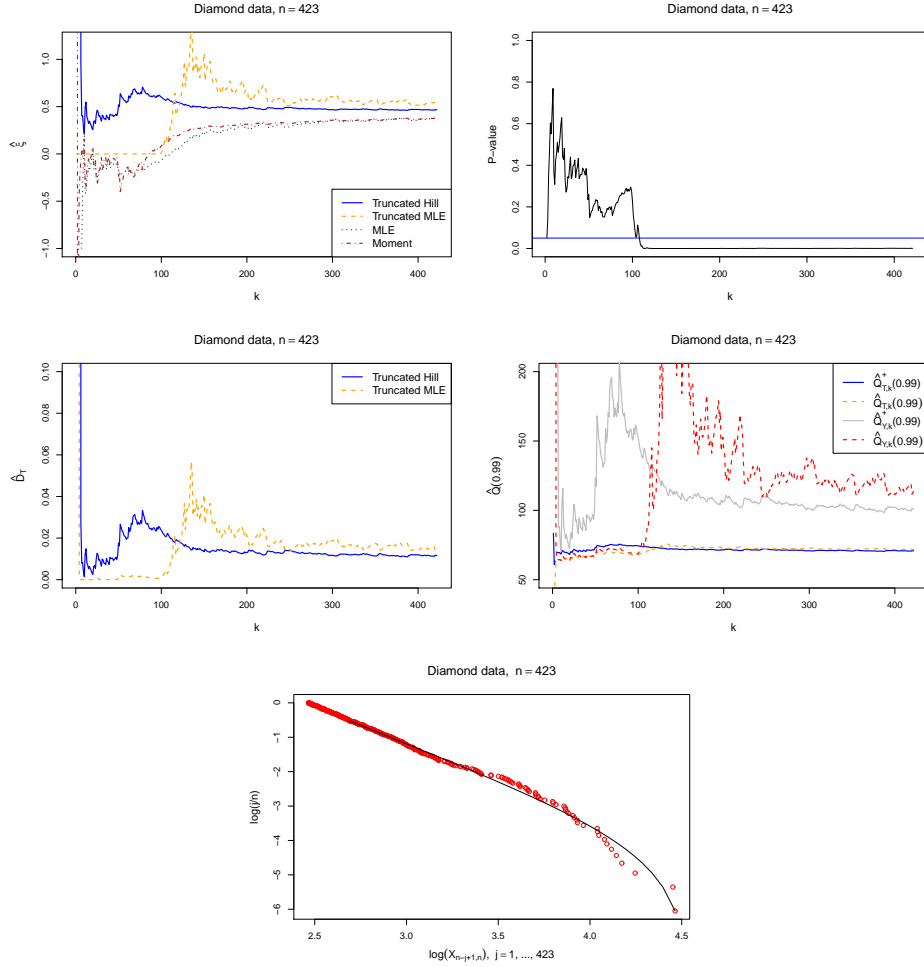 Diamond data, n = 423
ξ̂
1.0
0.5
0.0
−0.5
−1.0
Truncated Hill
Truncated MLE
MLE
Moment
0 100 200 300 400
k
Diamond data, n = 423
P−value
1.0
0.8
0.6
0.4
0.2
0.0
0 100 200 300 400
k
Diamond data, n = 423
D̂_T
0.10
0.08
0.06
0.04
0.02
0.00
Truncated Hill
Truncated MLE
0 100 200 300 400
k
Diamond data, n = 423
Q̂(0.99)
200
150
100
50
Q̂⁺_{T,k}(0.99)
Q̂_{T,k}(0.99)
Q̂⁺_{Y,k}(0.99)
Q̂_{Y,k}(0.99)
0 100 200 300 400
k
Diamond data, n = 423
log(j/n)
0
−1
−2
−3
−4
−5
−6
2.5 3.0 3.5 4.0 4.5
log(X_{n−j+1,n}), j = 1, ..., 423